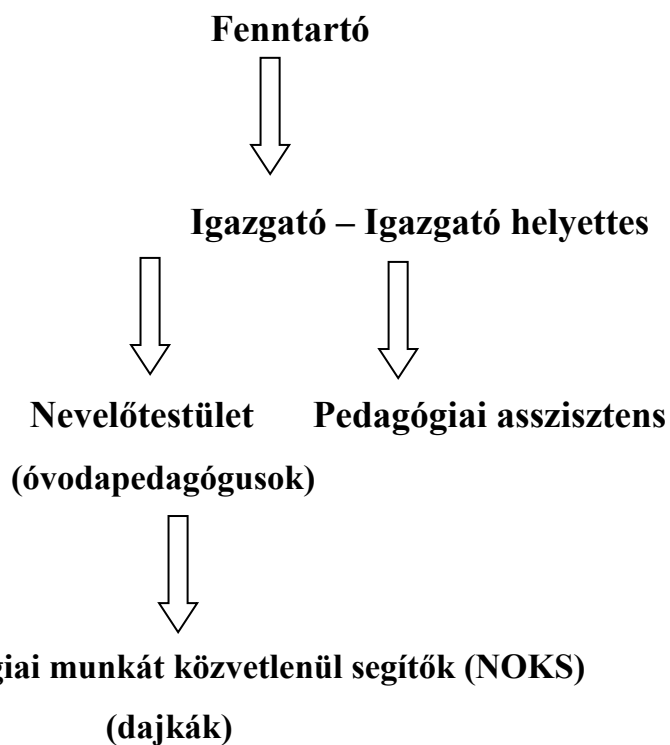 Fenntartó
Igazgató – Igazgató helyettes
Nevelőtestület Pedagógiai asszisztens
(óvodapedagógusok)
giai munkát közvetlenül segítők (NOKS)
(dajkák)